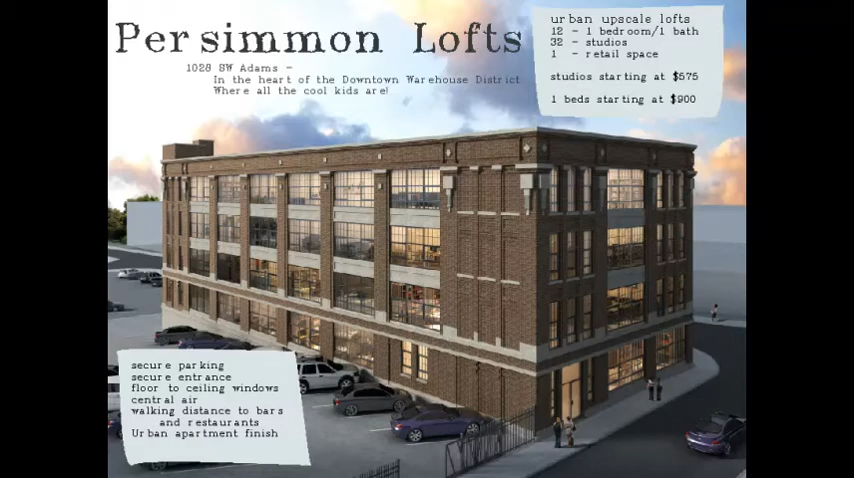 Persimmon Lofts
1028 SW Adams -
In the heart of the Downtown Warehouse District
Where all the cool kids are!
urban upscale lofts
12 - 1 bedroom/1 bath
32 - studios
1 - retail space
studios starting at $575
1 beds starting at $900
secure parking
secure entrance
floor to ceiling windows
central air
walking distance to bars
and restaurants
Urban apartment finish